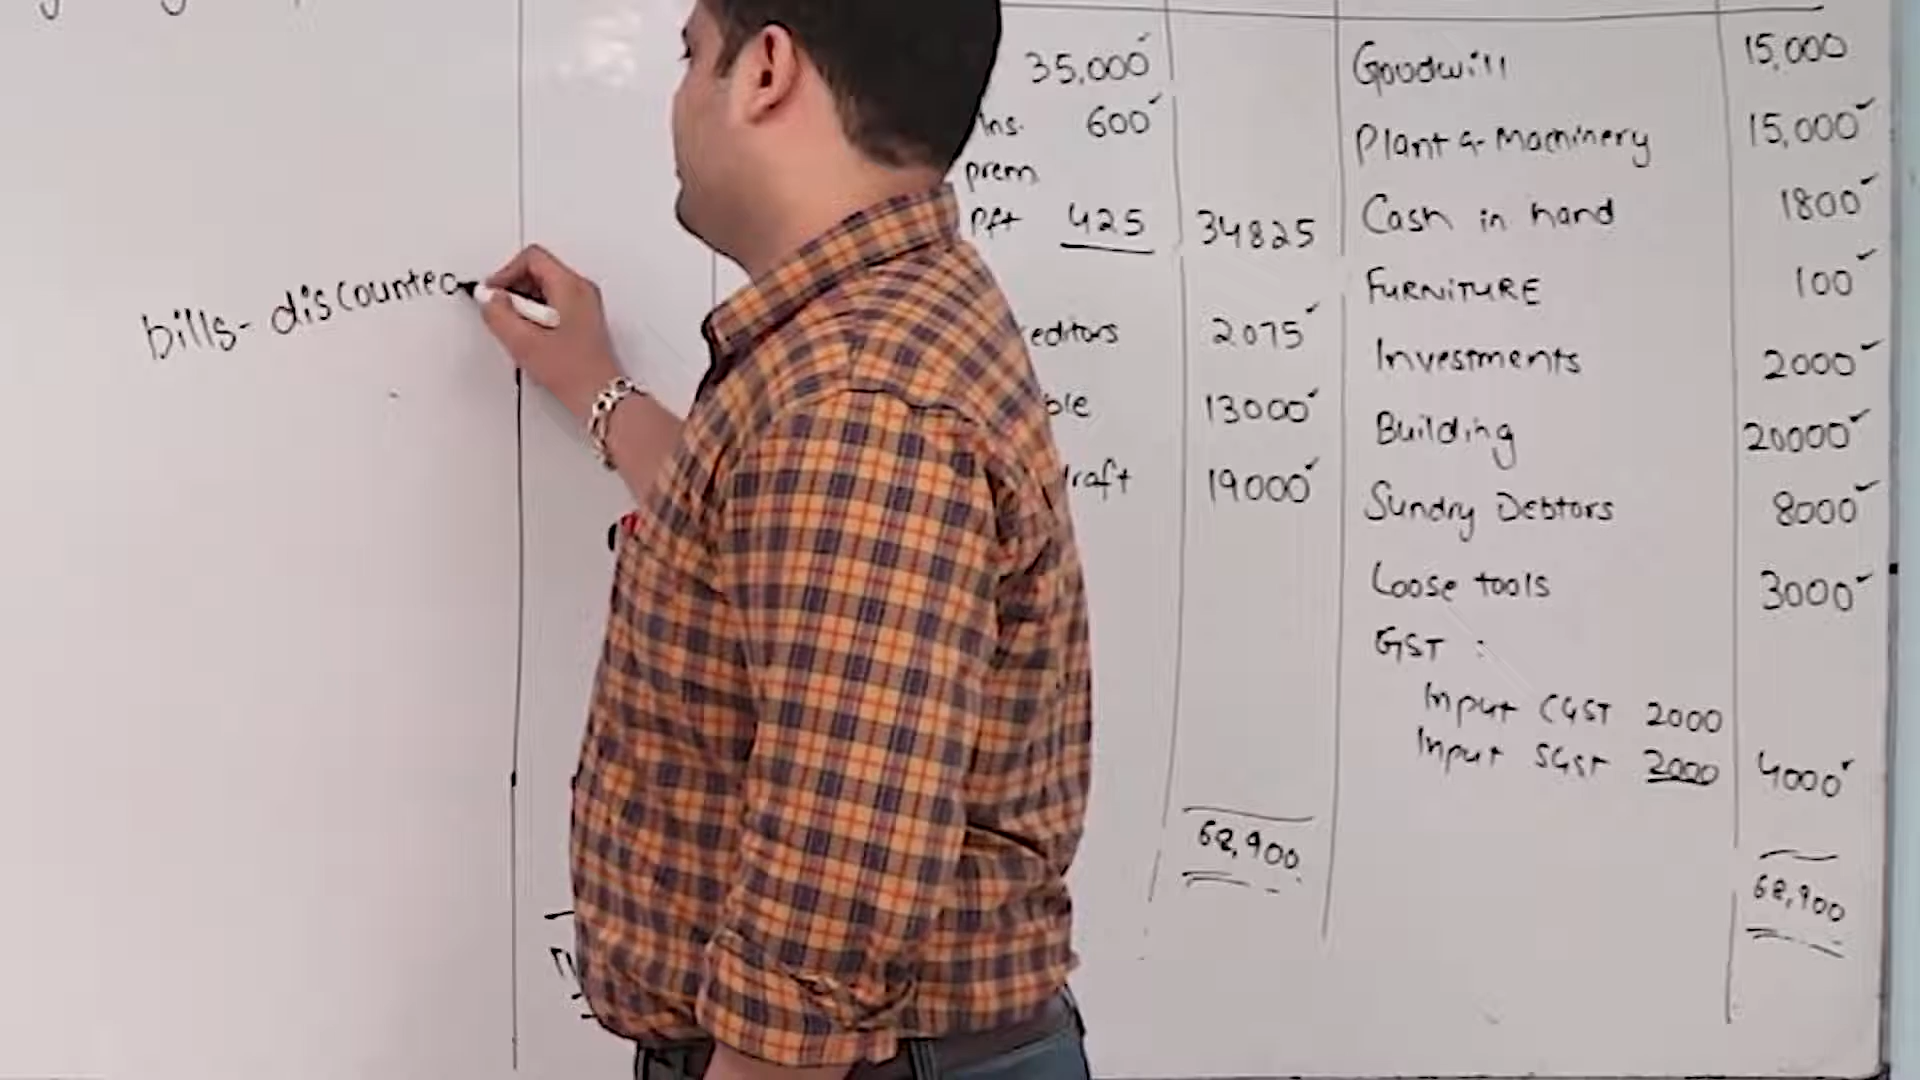 bills- discounted
35,000
Ins. 600
prem
Pft 425 34825
editors 2075
ble 13000
draft 19000
68,900
Goodwill 15,000
Plant & Machinery 15,000
Cash in hand 1800
FURNITURE 100
Investments 2000
Building 20000
Sundry Debtors 8000
Loose tools 3000
GST :
Input CGST 2000
Input SGST 2000 4000
68,900